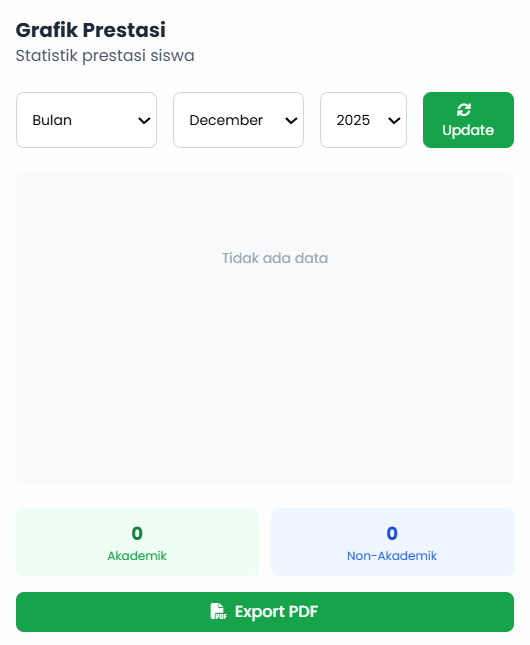 Grafik Prestasi
Statistik prestasi siswa
Bulan
December
2025
Update
Tidak ada data
0
Akademik
0
Non-Akademik
PDF
Export PDF